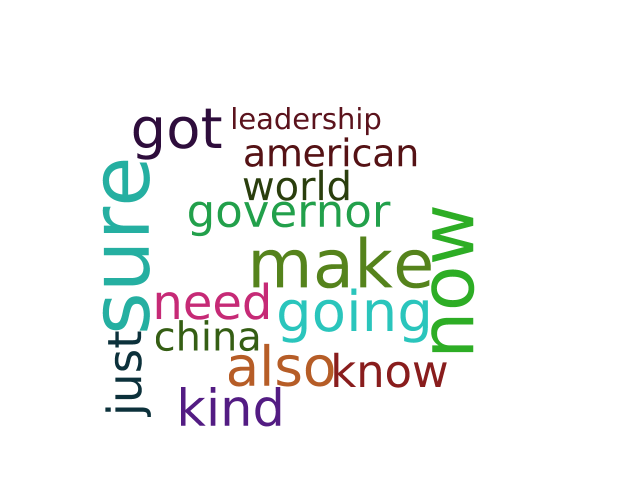 leadership
got
american
world
sure
governor
now
make
need
going
china
just
also
know
kind